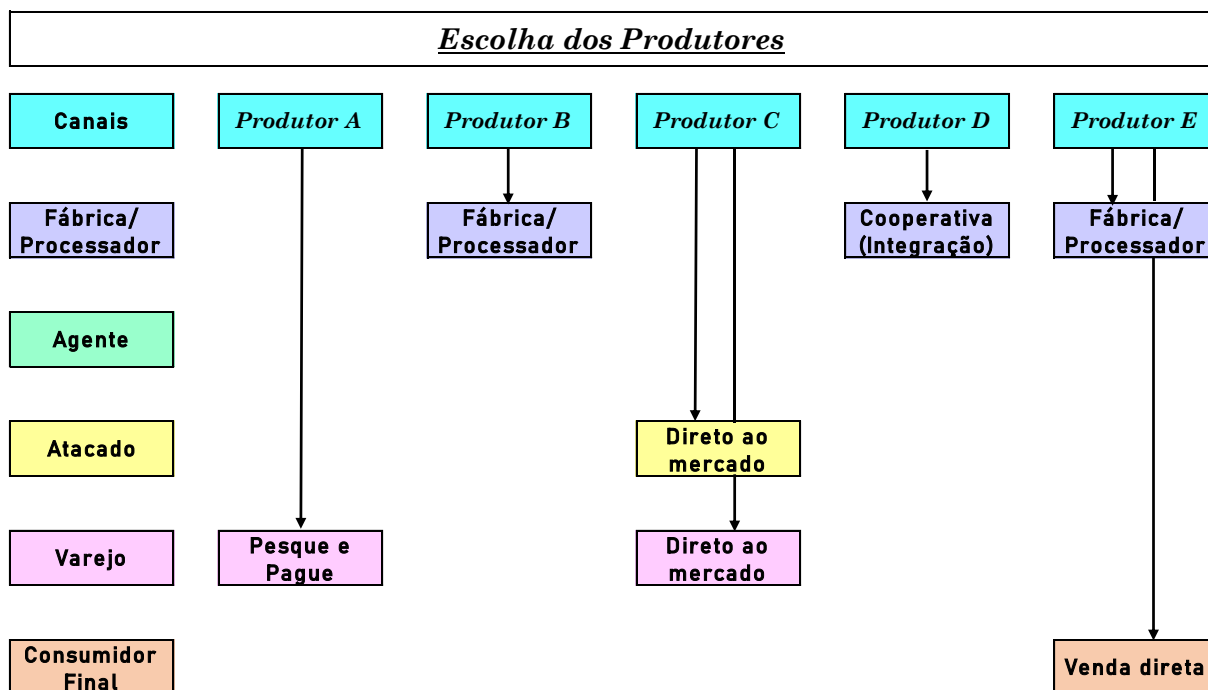 Escolha dos Produtores
Canais
Produtor A
Produtor B
Produtor C
Produtor D
Produtor E
Fábrica/
Processador
Fábrica/
Processador
Cooperativa
(Integração)
Fábrica/
Processador
Agente
Atacado
Direto ao
mercado
Varejo
Pesque e
Pague
Direto ao
mercado
Consumidor
Final
Venda direta